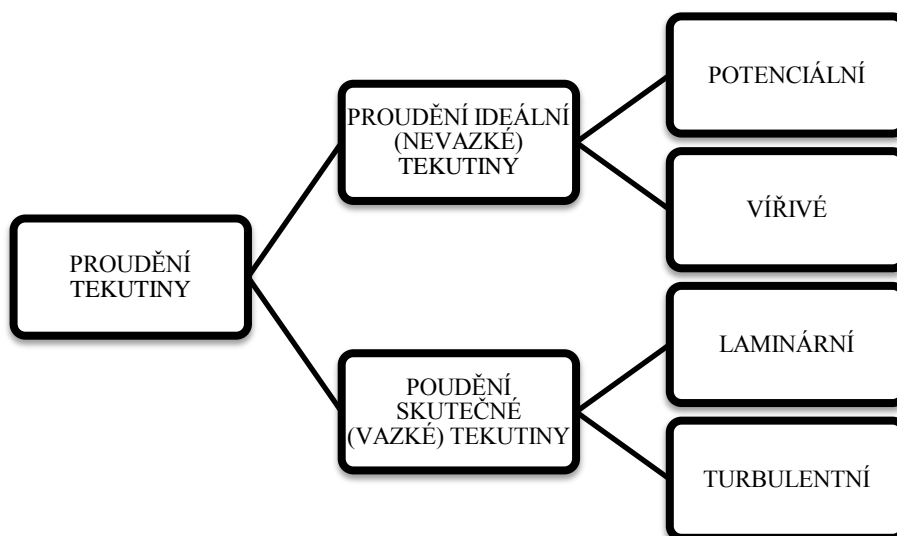 PROUDĚNÍ
TEKUTINY
PROUDĚNÍ IDEÁLNÍ
(NEVAZKÉ)
TEKUTINY
POTENCIÁLNÍ
VÍŘIVÉ
POUDĚNÍ
SKUTEČNÉ
(VAZKÉ) TEKUTINY
LAMINÁRNÍ
TURBULENTNÍ